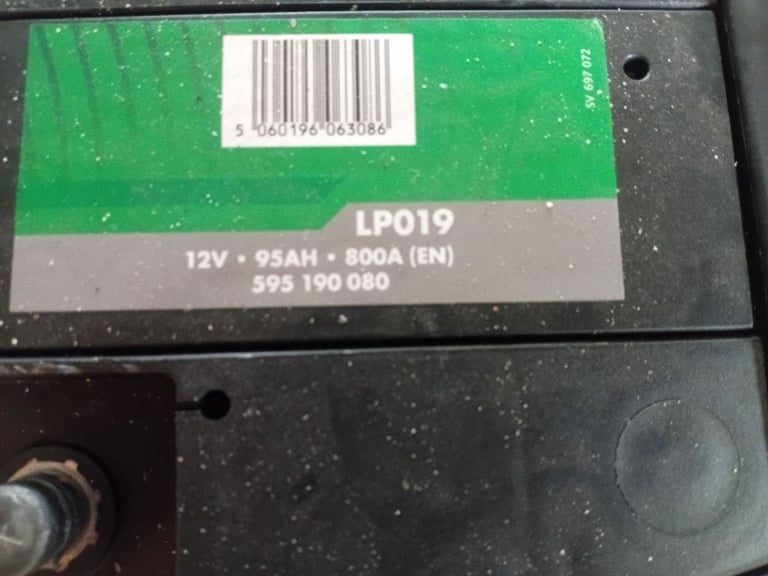 5 060196 063086
SV 697 072
LP019
12V • 95AH • 800A (EN)
595 190 080